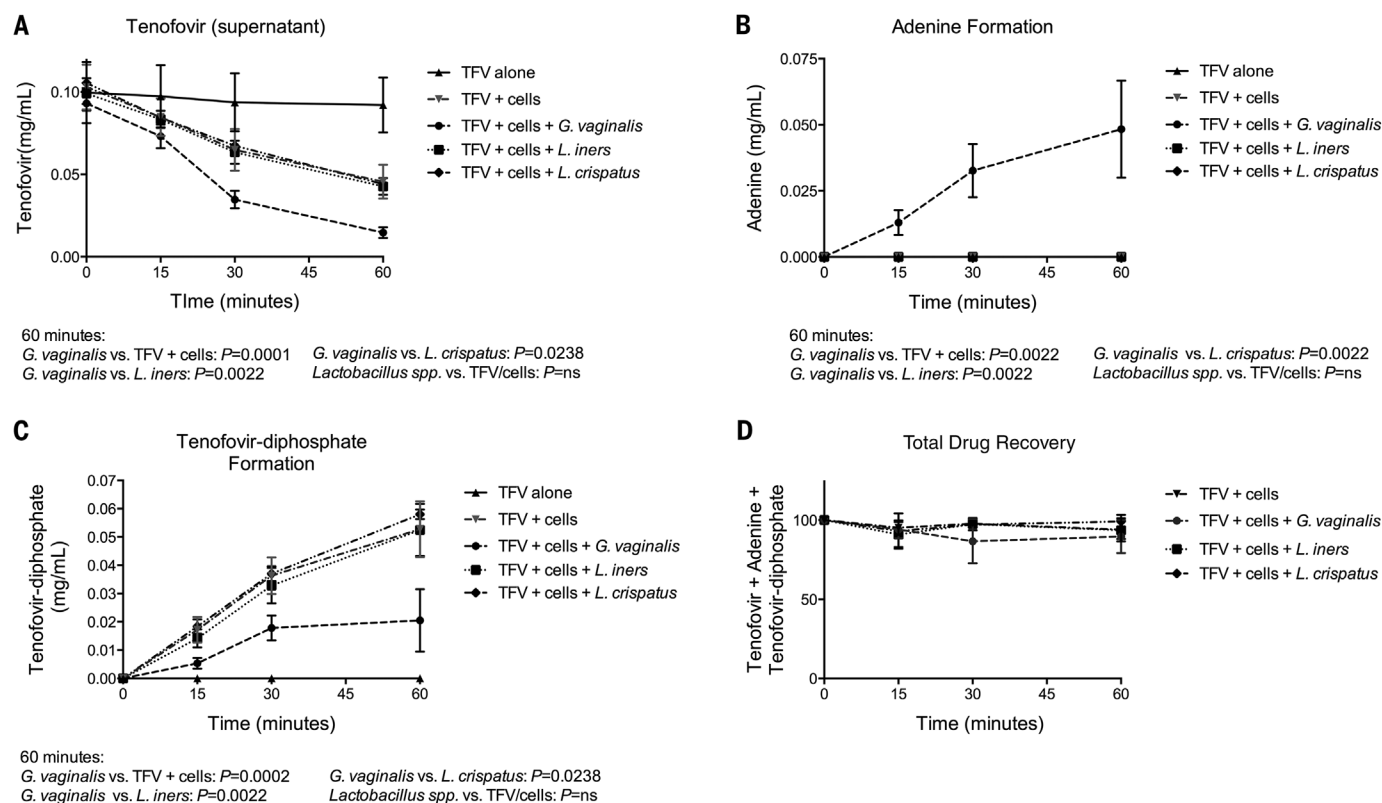 A
Tenofovir (supernatant)
Tenofovir(mg/mL)
0.10
0.05
0.00
0 15 30 45 60
TIme (minutes)
TFV alone
TFV + cells
TFV + cells + G. vaginalis
TFV + cells + L. iners
TFV + cells + L. crispatus
60 minutes:
G. vaginalis vs. TFV + cells: P=0.0001
G. vaginalis vs. L. iners: P=0.0022
G. vaginalis vs. L. crispatus: P=0.0238
Lactobacillus spp. vs. TFV/cells: P=ns
B
Adenine Formation
Adenine (mg/mL)
0.075
0.050
0.025
0.000
0 15 30 45 60
Time (minutes)
TFV alone
TFV + cells
TFV + cells + G. vaginalis
TFV + cells + L. iners
TFV + cells + L. crispatus
60 minutes:
G. vaginalis vs. TFV + cells: P=0.0022
G. vaginalis vs. L. iners: P=0.0022
G. vaginalis vs. L. crispatus: P=0.0022
Lactobacillus spp. vs. TFV/cells: P=ns
C
Tenofovir-diphosphate
Formation
Tenofovir-diphosphate
(mg/mL)
0.07
0.06
0.05
0.04
0.03
0.02
0.01
0.00
0 15 30 45 60
Time (minutes)
TFV alone
TFV + cells
TFV + cells + G. vaginalis
TFV + cells + L. iners
TFV + cells + L. crispatus
60 minutes:
G. vaginalis vs. TFV + cells: P=0.0002
G. vaginalis vs. L. iners: P=0.0022
G. vaginalis vs. L. crispatus: P=0.0238
Lactobacillus spp. vs. TFV/cells: P=ns
D
Total Drug Recovery
Tenofovir + Adenine +
Tenofovir-diphosphate
100
50
0
0 15 30 45 60
Time (minutes)
TFV + cells
TFV + cells + G. vaginalis
TFV + cells + L. iners
TFV + cells + L. crispatus